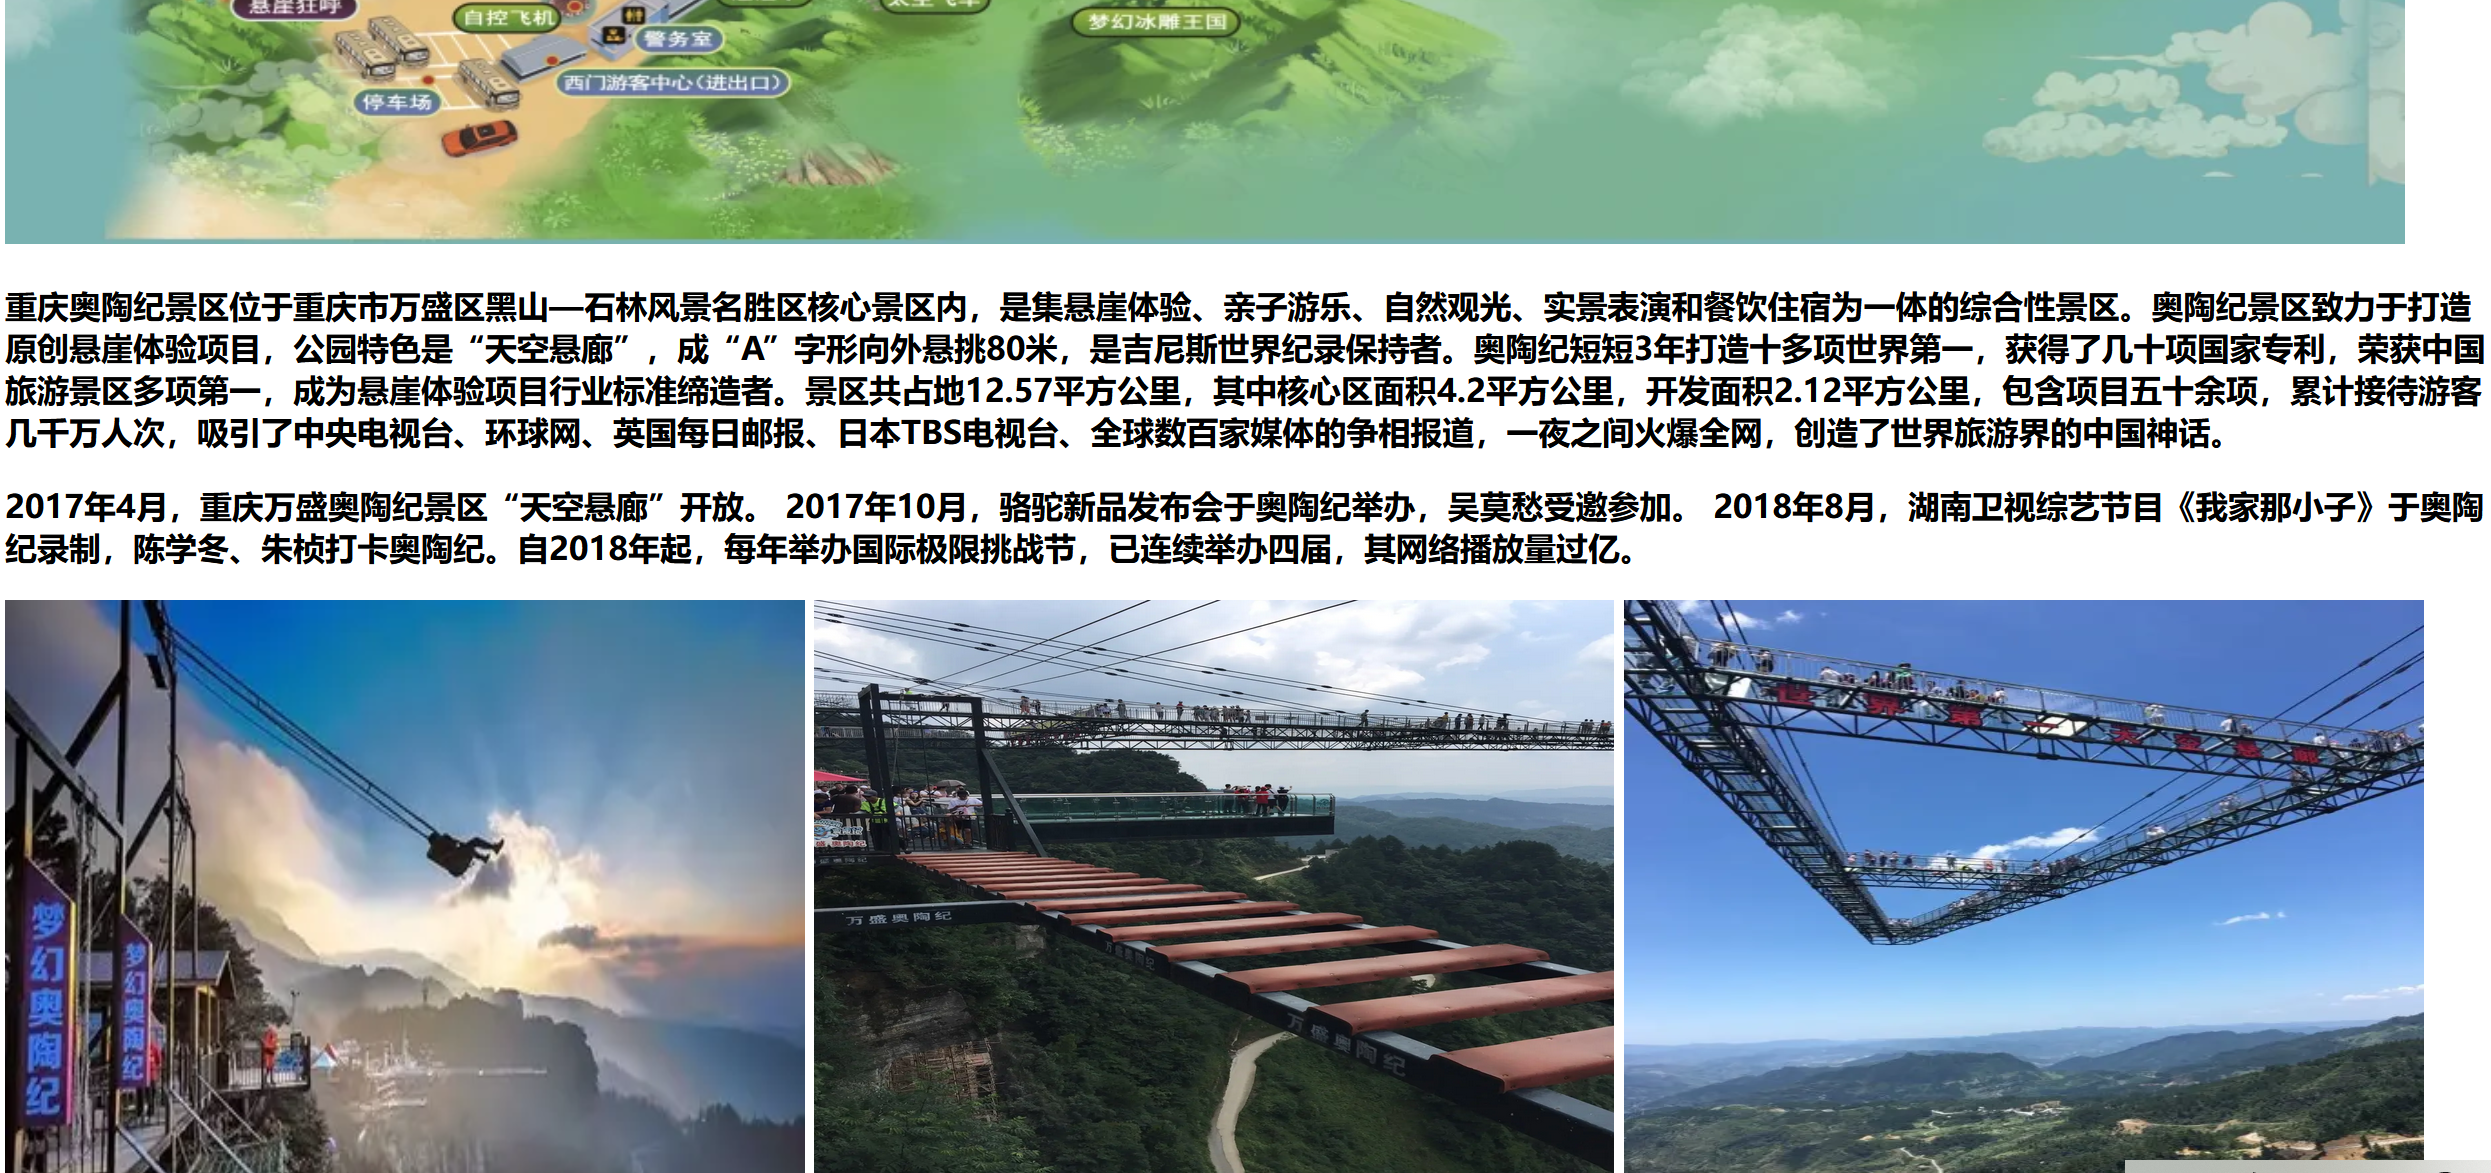 悬崖狂呼
自控飞机
警务室
梦幻冰雕王国
西门游客中心(进出口)
停车场
重庆奥陶纪景区位于重庆市万盛区黑山—石林风景名胜区核心景区内，是集悬崖体验、亲子游乐、自然观光、实景表演和餐饮住宿为一体的综合性景区。奥陶纪景区致力于打造
原创悬崖体验项目，公园特色是“天空悬廊”，成“A”字形向外悬挑80米，是吉尼斯世界纪录保持者。奥陶纪短短3年打造十多项世界第一，获得了几十项国家专利，荣获中国
旅游景区多项第一，成为悬崖体验项目行业标准缔造者。景区共占地12.57平方公里，其中核心区面积4.2平方公里，开发面积2.12平方公里，包含项目五十余项，累计接待游客
几千万人次，吸引了中央电视台、环球网、英国每日邮报、日本TBS电视台、全球数百家媒体的争相报道，一夜之间火爆全网，创造了世界旅游界的中国神话。
2017年4月，重庆万盛奥陶纪景区“天空悬廊”开放。 2017年10月，骆驼新品发布会于奥陶纪举办，吴莫愁受邀参加。 2018年8月，湖南卫视综艺节目《我家那小子》于奥陶
纪录制，陈学冬、朱桢打卡奥陶纪。自2018年起，每年举办国际极限挑战节，已连续举办四届，其网络播放量过亿。
梦幻奥陶纪
梦幻奥陶纪
万盛奥陶纪
万盛奥陶纪
万盛奥陶纪
世界第一天空悬廊